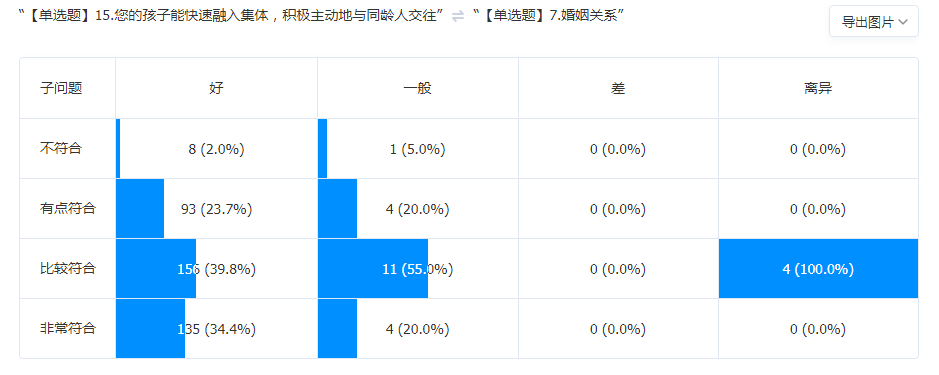 “【单选题】15.您的孩子能快速融入集体，积极主动地与同龄人交往” ⇌ “【单选题】7.婚姻关系”
导出图片
子问题 好 一般 差 离异
不符合 8 (2.0%) 1 (5.0%) 0 (0.0%) 0 (0.0%)
有点符合 93 (23.7%) 4 (20.0%) 0 (0.0%) 0 (0.0%)
比较符合 156 (39.8%) 11 (55.0%) 0 (0.0%) 4 (100.0%)
非常符合 135 (34.4%) 4 (20.0%) 0 (0.0%) 0 (0.0%)